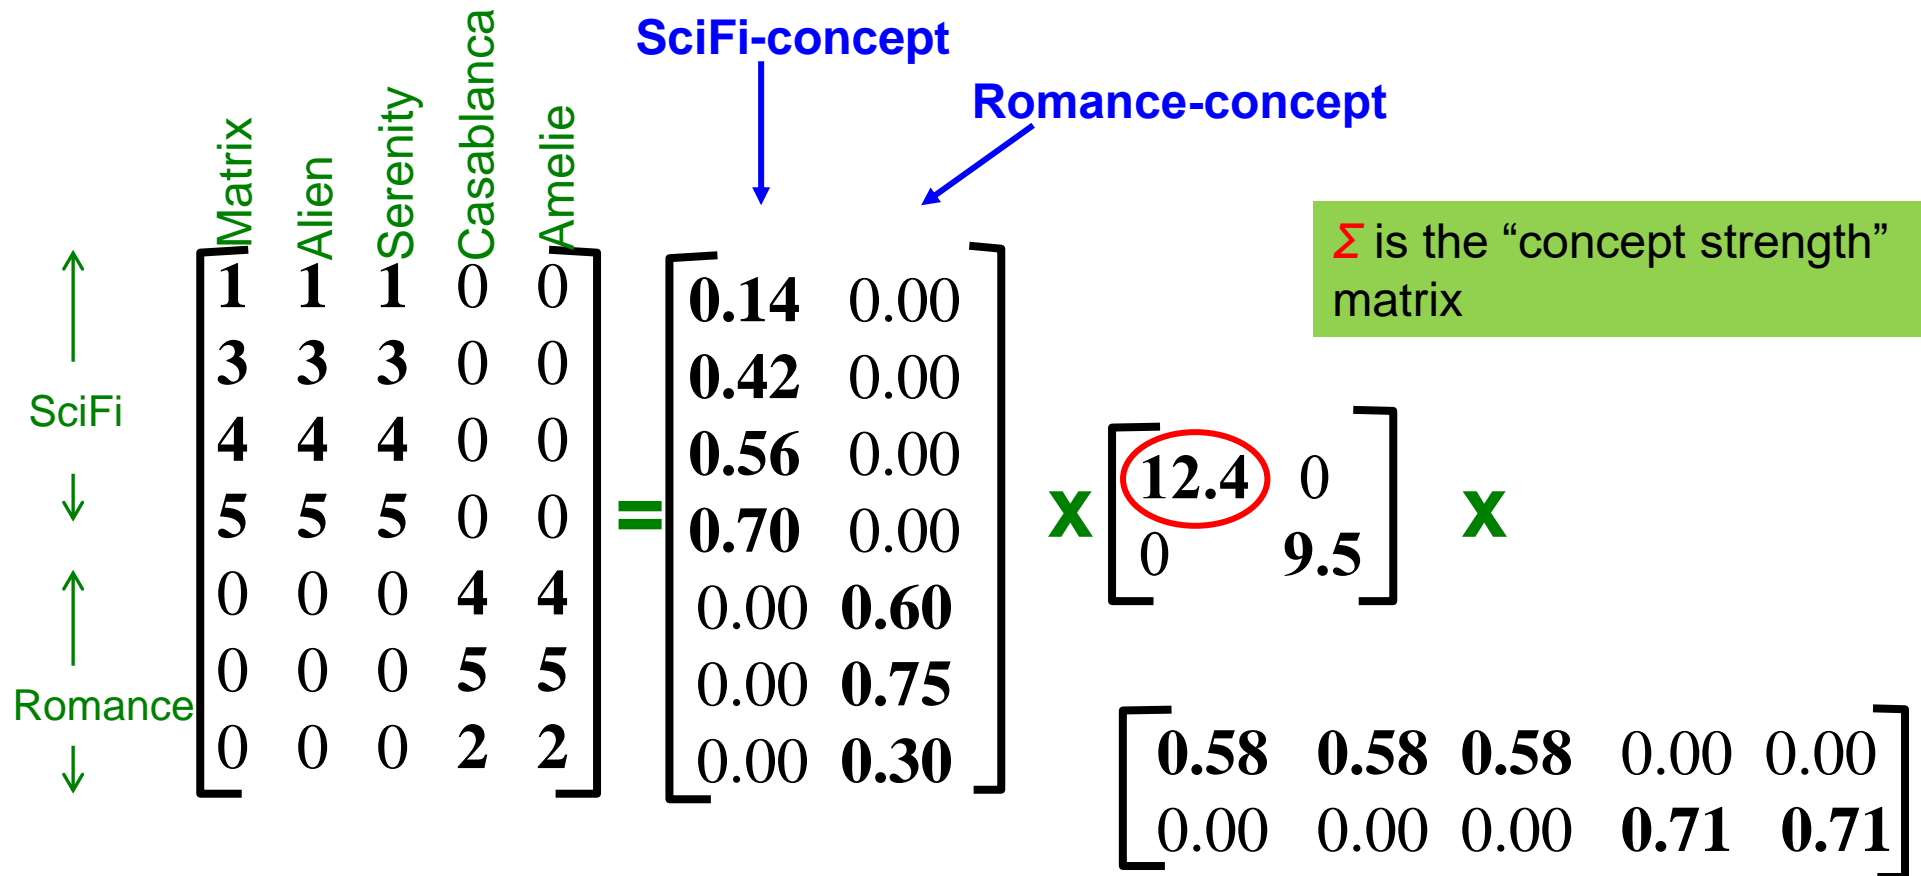 SciFi-concept
Romance-concept
Matrix
Alien
Serenity
Casablanca
Amelie
Σ is the “concept strength”
matrix
SciFi
Romance
1 1 1 0 0
3 3 3 0 0
4 4 4 0 0
5 5 5 0 0
0 0 0 4 4
0 0 0 5 5
0 0 0 2 2
=
0.14 0.00
0.42 0.00
0.56 0.00
0.70 0.00
0.00 0.60
0.00 0.75
0.00 0.30
x
12.4 0
0 9.5
x
0.58 0.58 0.58 0.00 0.00
0.00 0.00 0.00 0.71 0.71